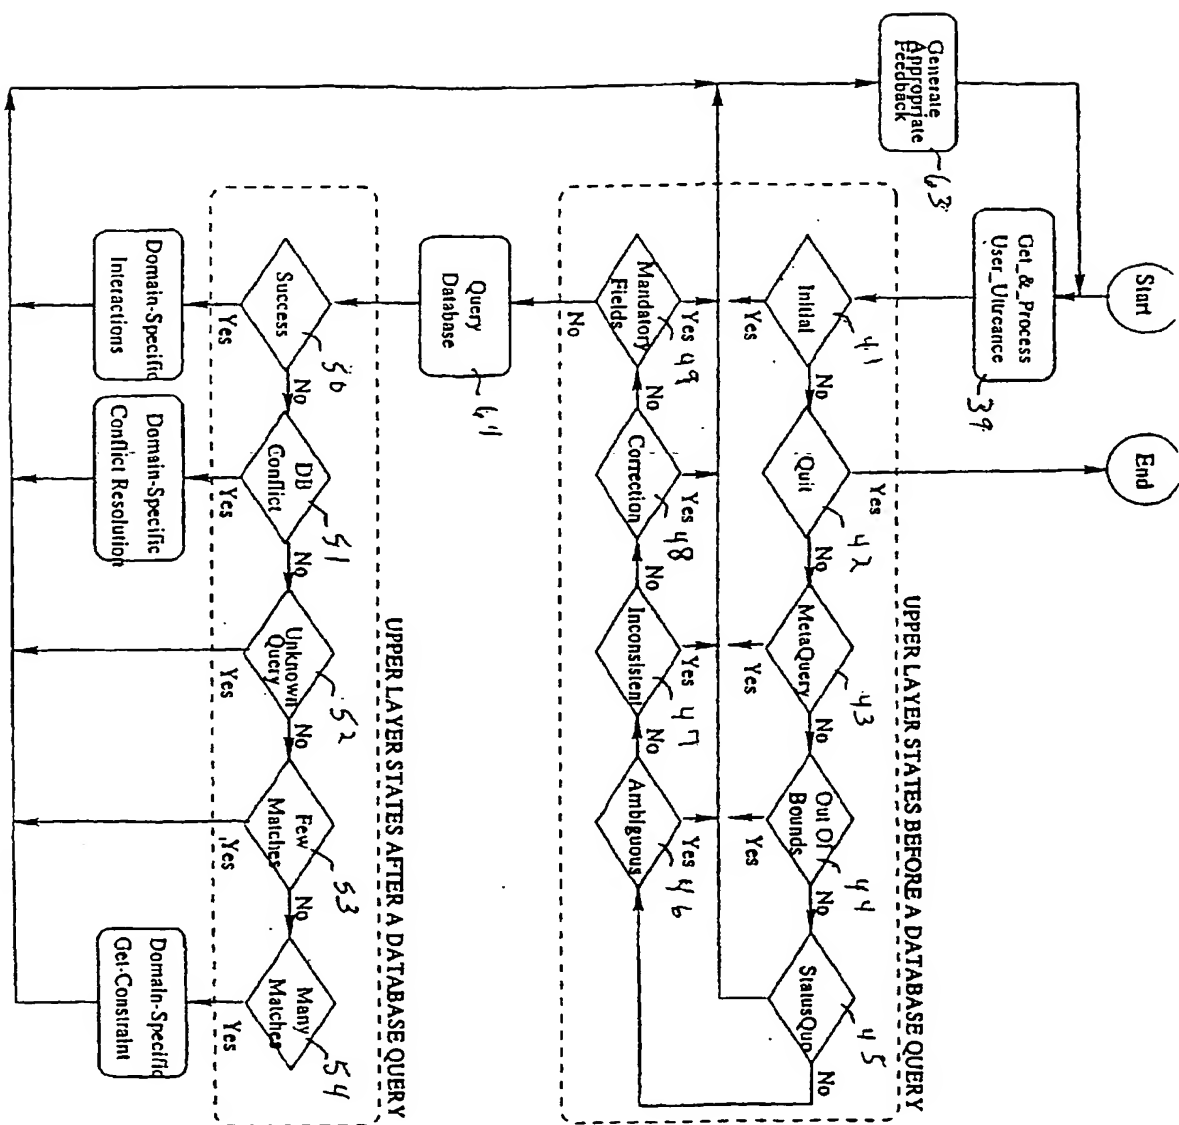 Start
End
Get_&_Process
User_Utterance
39
Generate
Appropriate
Feedback
63
UPPER LAYER STATES BEFORE A DATABASE QUERY
Initial
41
Yes
No
Quit
42
Yes
No
MetaQuery
43
Yes
No
Out Of
Bounds
44
Yes
No
StatusQuo
45
No
Mandatory
Fields
49
Yes
No
Correction
48
Yes
No
Inconsistent
47
Yes
No
Ambiguous
46
Yes
No
Query
Database
61
UPPER LAYER STATES AFTER A DATABASE QUERY
Success
50
Yes
No
DB
Conflict
51
Yes
No
Unknown
Query
52
Yes
No
Few
Matches
53
Yes
No
Many
Matches
54
Yes
Domain-Specific
Interactions
Domain-Specific
Conflict Resolution
Domain-Specific
Get-Constraint